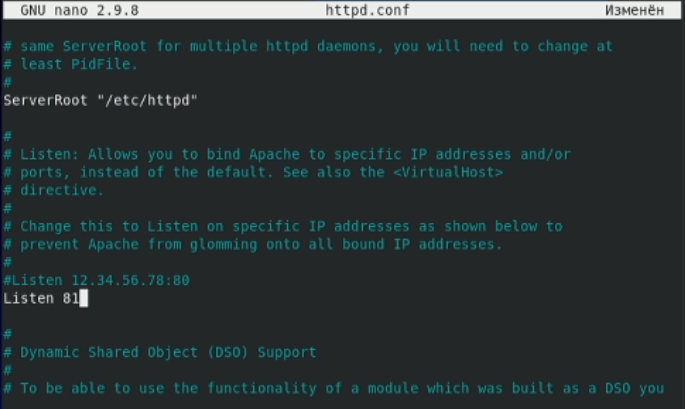 GNU nano 2.9.8 httpd.conf Изменён
# same ServerRoot for multiple httpd daemons, you will need to change at
# least PidFile.
#
ServerRoot "/etc/httpd"
#
# Listen: Allows you to bind Apache to specific IP addresses and/or
# ports, instead of the default. See also the <VirtualHost>
# directive.
#
# Change this to Listen on specific IP addresses as shown below to
# prevent Apache from glomming onto all bound IP addresses.
#
#Listen 12.34.56.78:80
Listen 81
#
# Dynamic Shared Object (DSO) Support
#
# To be able to use the functionality of a module which was built as a DSO you